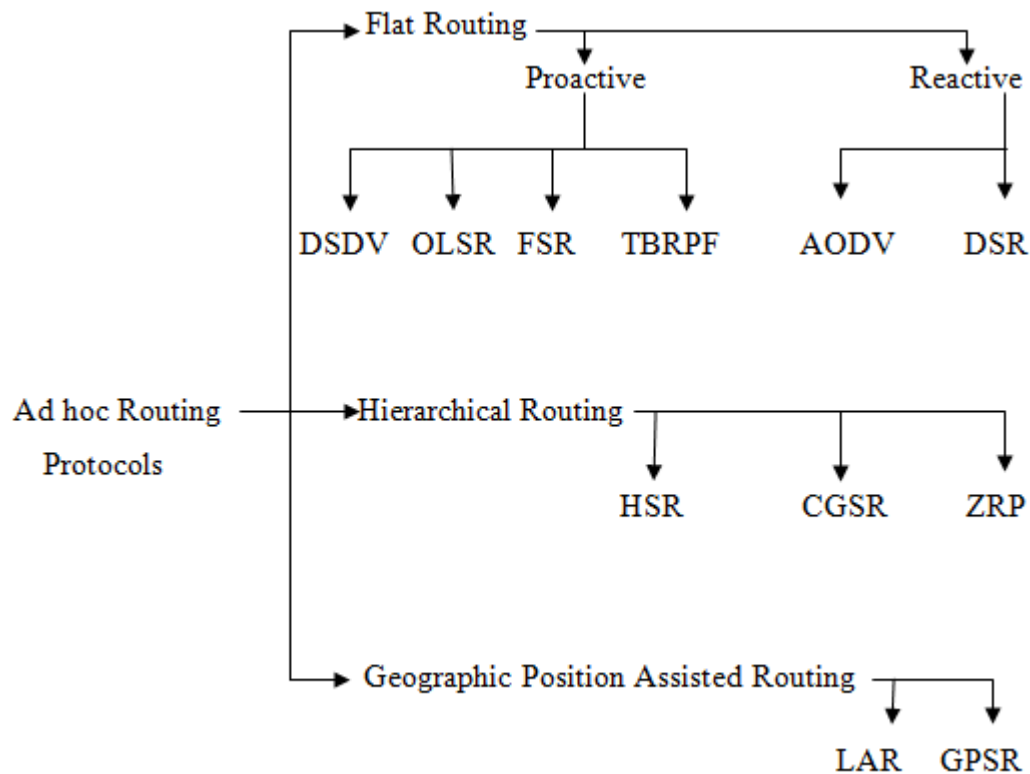 Flat Routing
Proactive Reactive
DSDV OLSR FSR TBRPF AODV DSR
Ad hoc Routing
Protocols
Hierarchical Routing
HSR CGSR ZRP
Geographic Position Assisted Routing
LAR GPSR